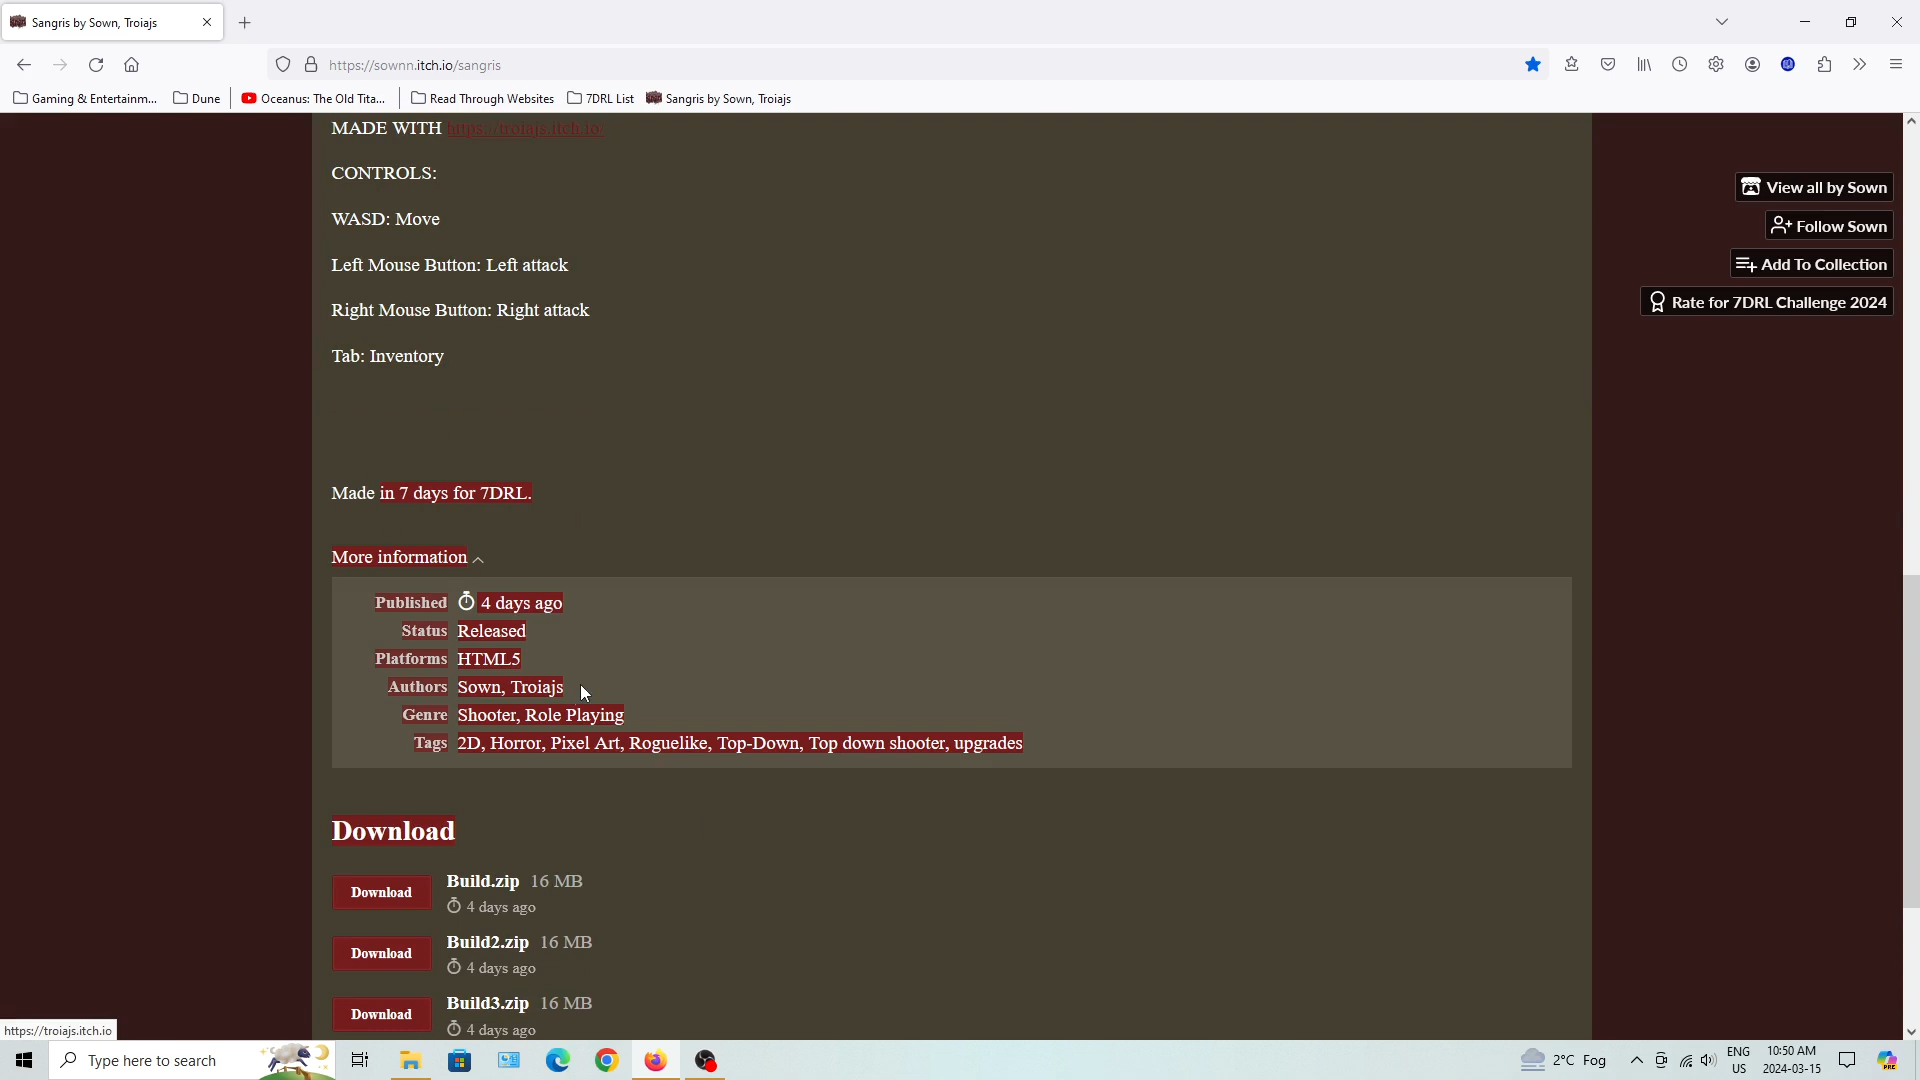 Sangris by Sown, Troiajs
https://sownn.itch.io/sangris
Gaming & Entertainm...
Dune
Oceanus: The Old Tita...
Read Through Websites
7DRL List
Sangris by Sown, Troiajs
MADE WITH https://troiajs.itch.io/
CONTROLS:
WASD: Move
Left Mouse Button: Left attack
Right Mouse Button: Right attack
Tab: Inventory
Made in 7 days for 7DRL.
More information
Published 4 days ago
Status Released
Platforms HTML5
Authors Sown, Troiajs
Genre Shooter, Role Playing
Tags 2D, Horror, Pixel Art, Roguelike, Top-Down, Top down shooter, upgrades
Download
Download Build.zip 16 MB
4 days ago
Download Build2.zip 16 MB
4 days ago
Download Build3.zip 16 MB
4 days ago
View all by Sown
Follow Sown
Add To Collection
Rate for 7DRL Challenge 2024
https://troiajs.itch.io
Type here to search
2°C Fog
ENG
US
10:50 AM
2024-03-15
PRE